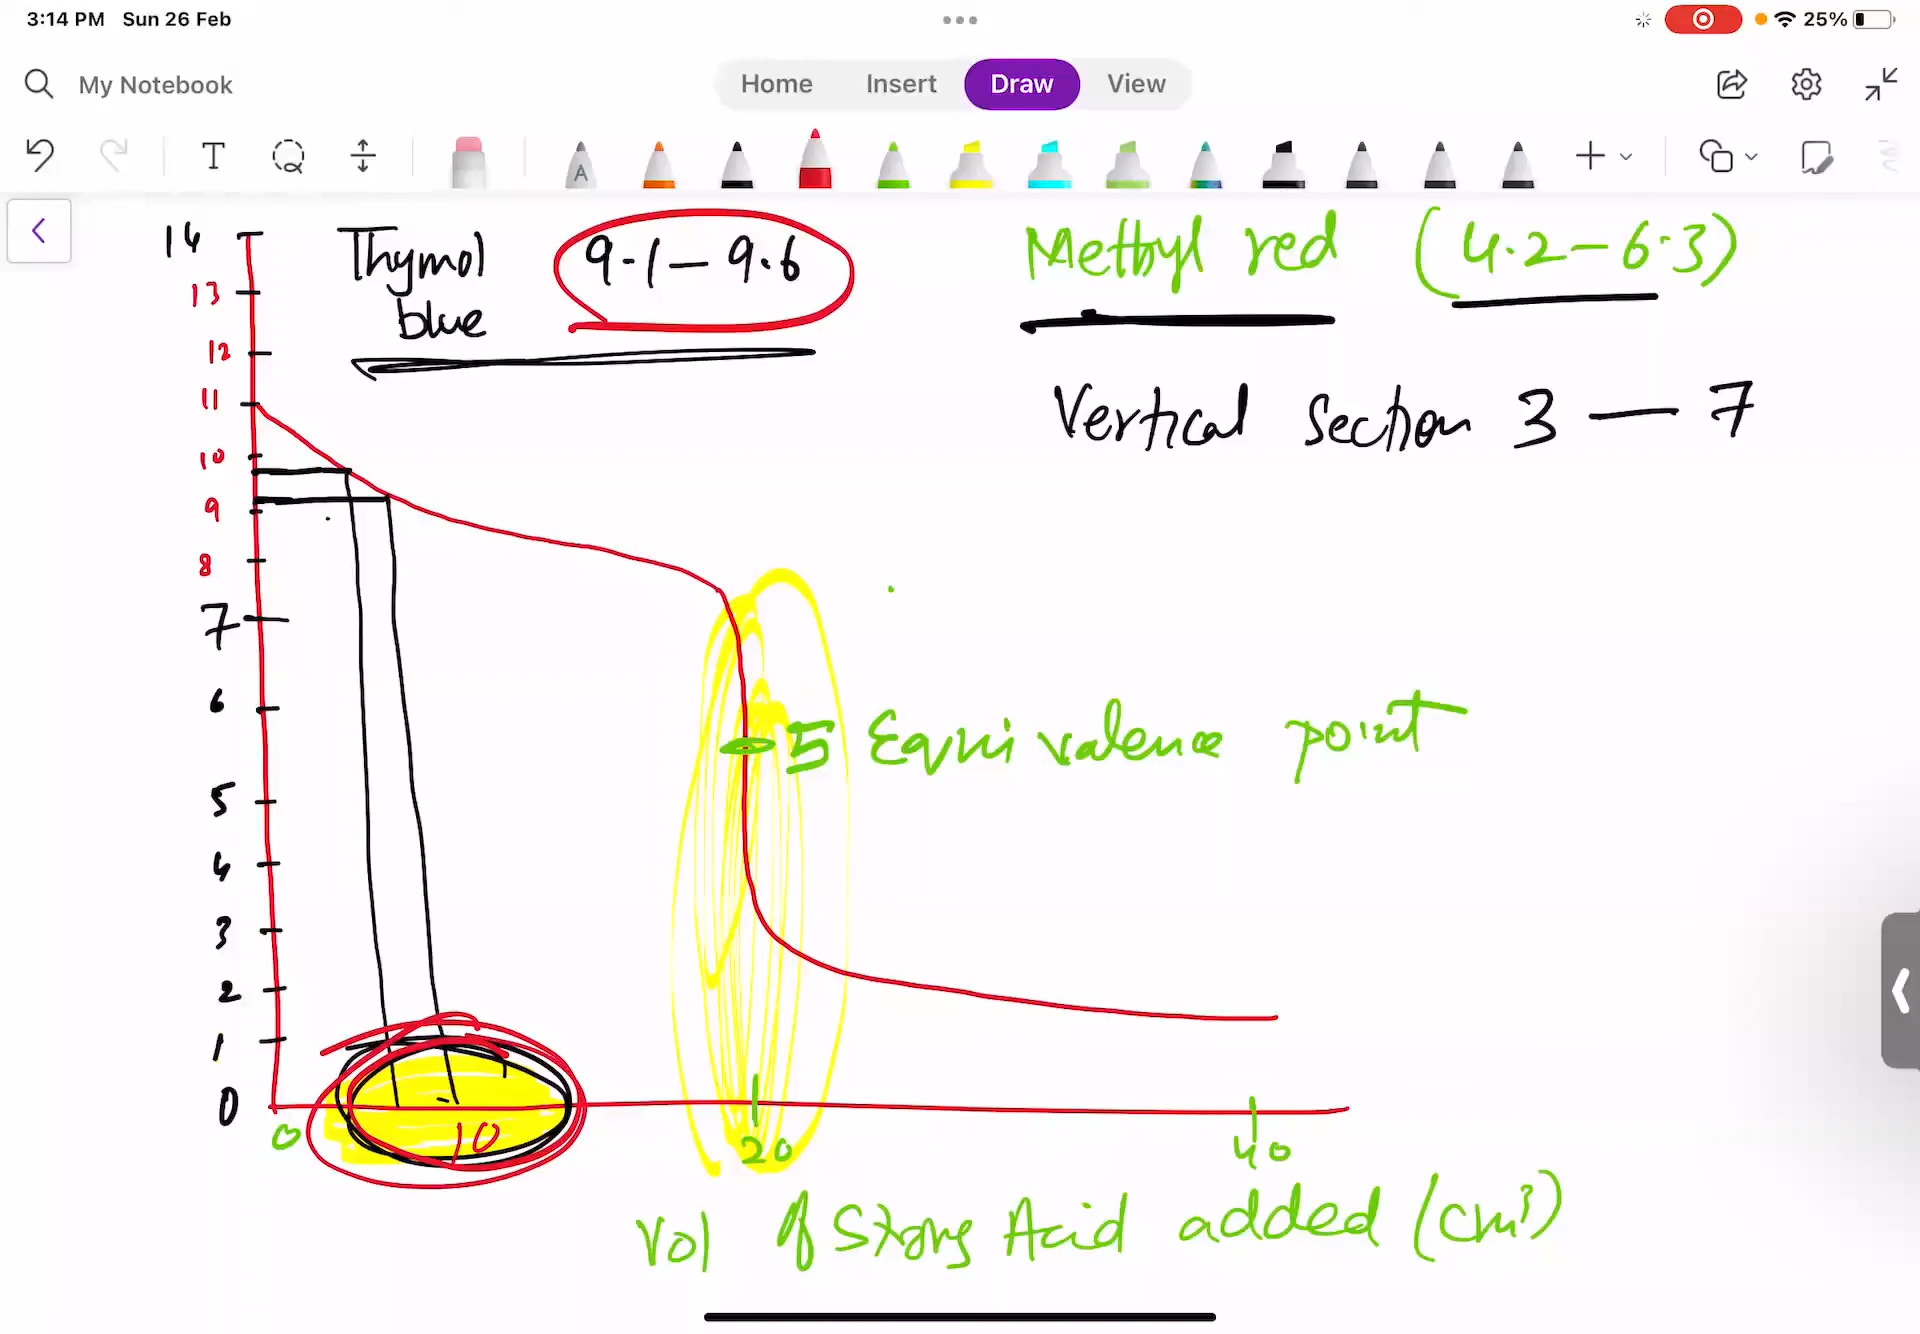 3:14 PM Sun 26 Feb
25%
My Notebook
Home Insert Draw View
T
A
14
13
12
11
10
9
8
7
6
5
4
3
2
1
0
Thymol blue 9.1 — 9.6
Methyl red (4.2 — 6.3)
Vertical Section 3 — 7
5 Equivalence point
0 10 20 40
Vol of Strong Acid added (cm³)